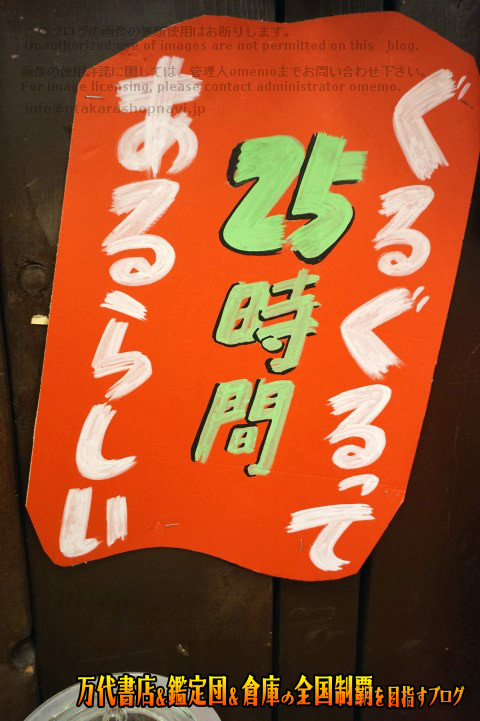 このブログの画像の無断使用はお断りします。
Unauthorized use of images are not permitted on this blog.
画像の使用許諾に関しては、管理人omemoまでお問い合わせ下さい。
For image licensing, please contact administrator omemo.
info@otakarashopnavi.jp
ぐるぐるって
25時間
あるらしい
万代書店&鑑定団&倉庫の全国制覇を目指すブログ